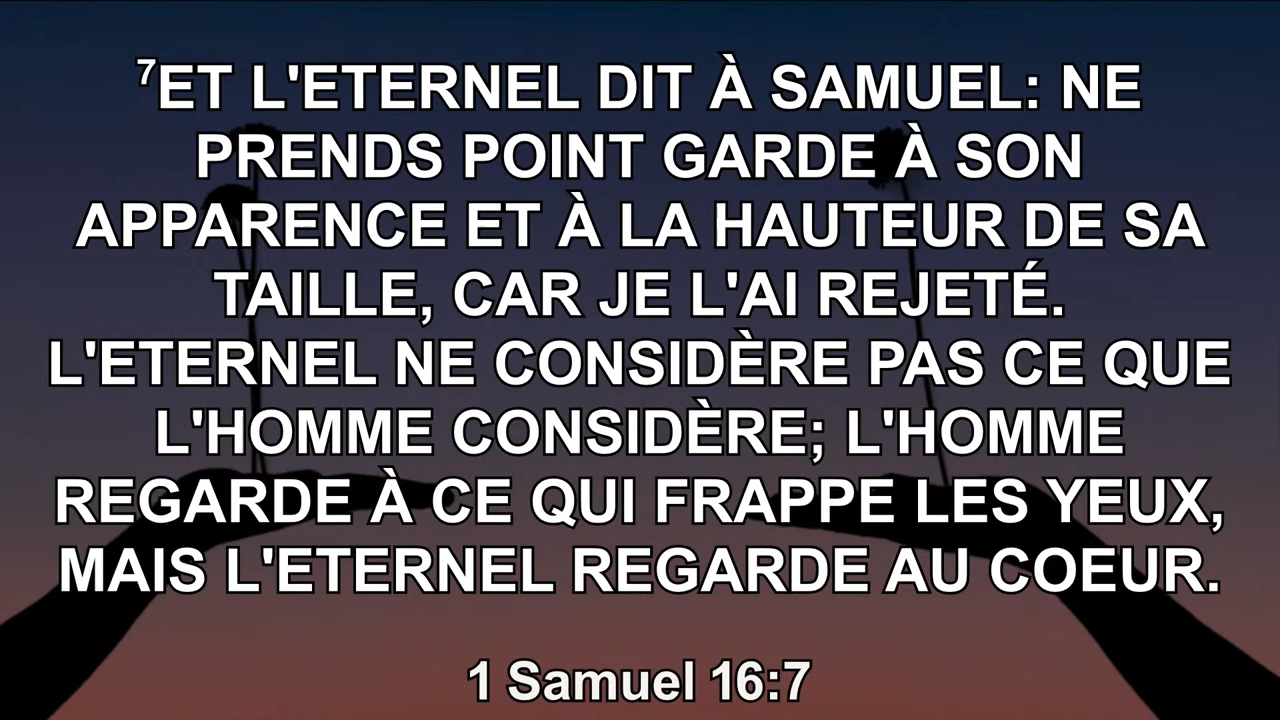 ⁷ET L'ETERNEL DIT À SAMUEL: NE
PRENDS POINT GARDE À SON
APPARENCE ET À LA HAUTEUR DE SA
TAILLE, CAR JE L'AI REJETÉ.
L'ETERNEL NE CONSIDÈRE PAS CE QUE
L'HOMME CONSIDÈRE; L'HOMME
REGARDE À CE QUI FRAPPE LES YEUX,
MAIS L'ETERNEL REGARDE AU COEUR.
1 Samuel 16:7